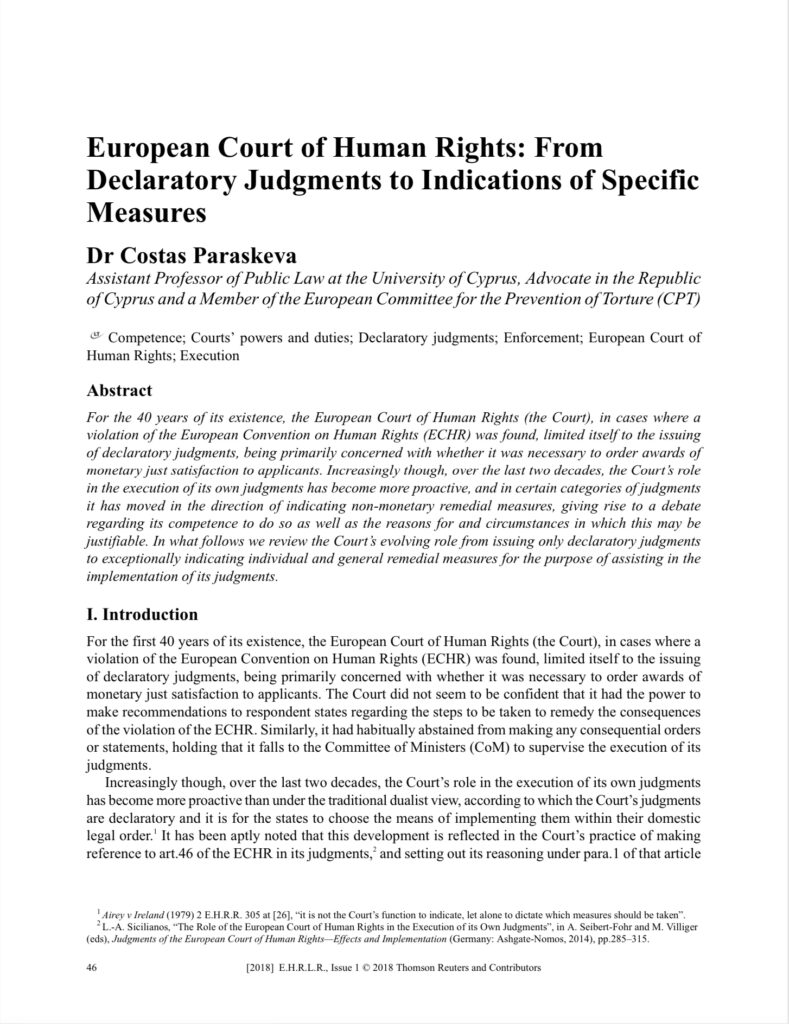 European Court of Human Rights: From
Declaratory Judgments to Indications of Specific
Measures
Dr Costas Paraskeva
Assistant Professor of Public Law at the University of Cyprus, Advocate in the Republic
of Cyprus and a Member of the European Committee for the Prevention of Torture (CPT)
Competence; Courts’ powers and duties; Declaratory judgments; Enforcement; European Court of
Human Rights; Execution
Abstract
For the 40 years of its existence, the European Court of Human Rights (the Court), in cases where a
violation of the European Convention on Human Rights (ECHR) was found, limited itself to the issuing
of declaratory judgments, being primarily concerned with whether it was necessary to order awards of
monetary just satisfaction to applicants. Increasingly though, over the last two decades, the Court’s role
in the execution of its own judgments has become more proactive, and in certain categories of judgments
it has moved in the direction of indicating non-monetary remedial measures, giving rise to a debate
regarding its competence to do so as well as the reasons for and circumstances in which this may be
justifiable. In what follows we review the Court’s evolving role from issuing only declaratory judgments
to exceptionally indicating individual and general remedial measures for the purpose of assisting in the
implementation of its judgments.
I. Introduction
For the first 40 years of its existence, the European Court of Human Rights (the Court), in cases where a
violation of the European Convention on Human Rights (ECHR) was found, limited itself to the issuing
of declaratory judgments, being primarily concerned with whether it was necessary to order awards of
monetary just satisfaction to applicants. The Court did not seem to be confident that it had the power to
make recommendations to respondent states regarding the steps to be taken to remedy the consequences
of the violation of the ECHR. Similarly, it had habitually abstained from making any consequential orders
or statements, holding that it falls to the Committee of Ministers (CoM) to supervise the execution of its
judgments.
Increasingly though, over the last two decades, the Court’s role in the execution of its own judgments
has become more proactive than under the traditional dualist view, according to which the Court’s judgments
are declaratory and it is for the states to choose the means of implementing them within their domestic
legal order.1 It has been aptly noted that this development is reflected in the Court’s practice of making
reference to art.46 of the ECHR in its judgments,2 and setting out its reasoning under para.1 of that article
1 Airey v Ireland (1979) 2 E.H.R.R. 305 at [26], “it is not the Court’s function to indicate, let alone to dictate which measures should be taken”.
2 L.-A. Sicilianos, “The Role of the European Court of Human Rights in the Execution of its Own Judgments”, in A. Seibert-Fohr and M. Villiger
(eds), Judgments of the European Court of Human Rights—Effects and Implementation (Germany: Ashgate-Nomos, 2014), pp.285–315.
46 [2018] E.H.R.L.R., Issue 1 © 2018 Thomson Reuters and Contributors